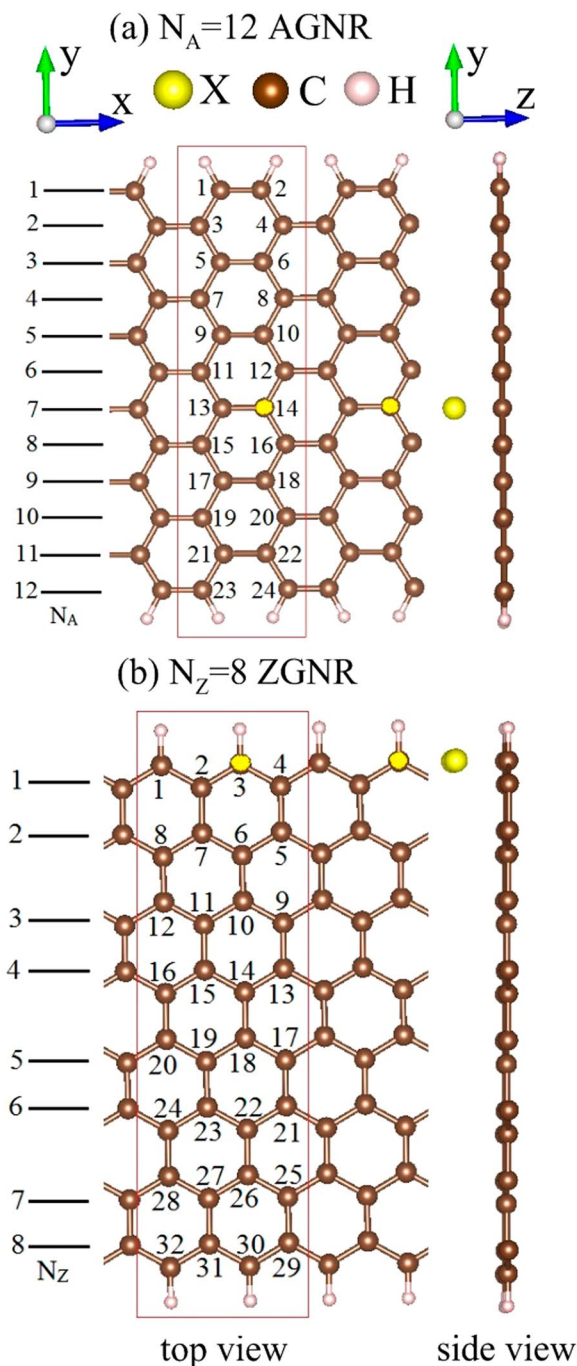 (a) N_A=12 AGNR
y X C H y
x z
1 1 2
2 3 4
3 5 6
4 7 8
5 9 10
6 11 12
7 13 14
8 15 16
9 17 18
10 19 20
11 21 22
12 23 24
N_A
(b) N_Z=8 ZGNR
2 4
1 1 3
2 8 6
7 5
3 11 9
12 10
4 16 14
15 13
19 17
5 20 18
6 24 22
23 21
27 25
7 28 26
8 32 30
N_Z 31 29
top view side view